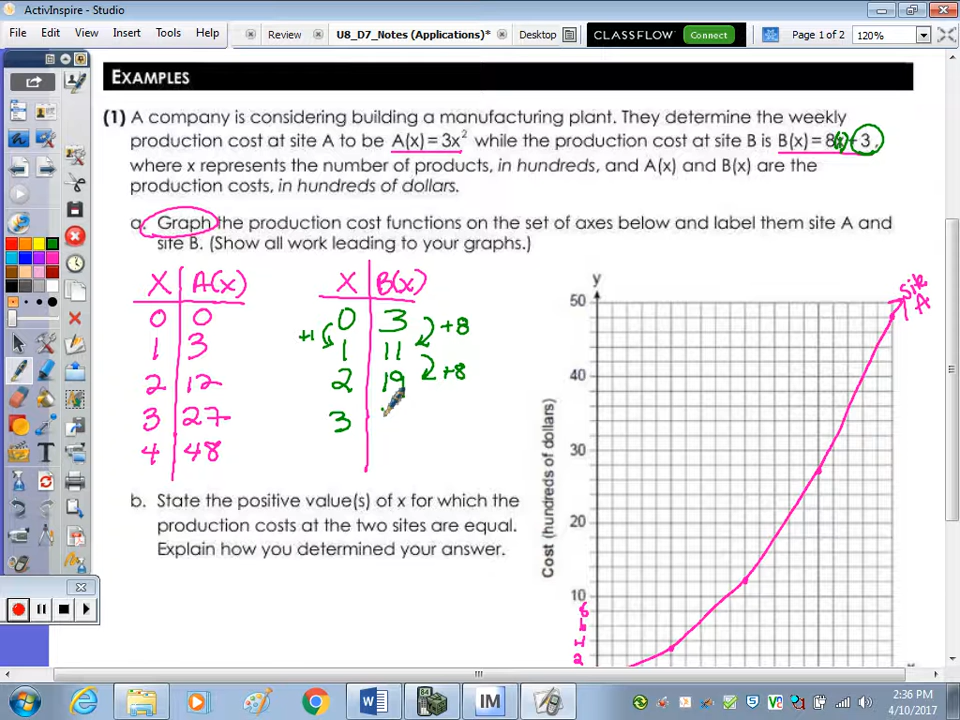 ActivInspire - Studio
File Edit View Insert Tools Help
Review
U8_D7_Notes (Applications)*
Desktop
CLASSFLOW Connect
Page 1 of 2
120%
EXAMPLES
(1) A company is considering building a manufacturing plant. They determine the weekly
production cost at site A to be A(x) = 3x² while the production cost at site B is B(x) = 8x + 3,
where x represents the number of products, in hundreds, and A(x) and B(x) are the
production costs, in hundreds of dollars.
a. Graph the production cost functions on the set of axes below and label them site A and
site B. (Show all work leading to your graphs.)
X A(x)
0 0
1 3
2 12
3 27
4 48
X B(x)
0 3
1 11
2 19
3
+1
+8
+8
b. State the positive value(s) of x for which the
production costs at the two sites are equal.
Explain how you determined your answer.
y
Site
A
50
40
30
20
10
8
6
4
2
Cost (hundreds of dollars)
2:36 PM
4/10/2017